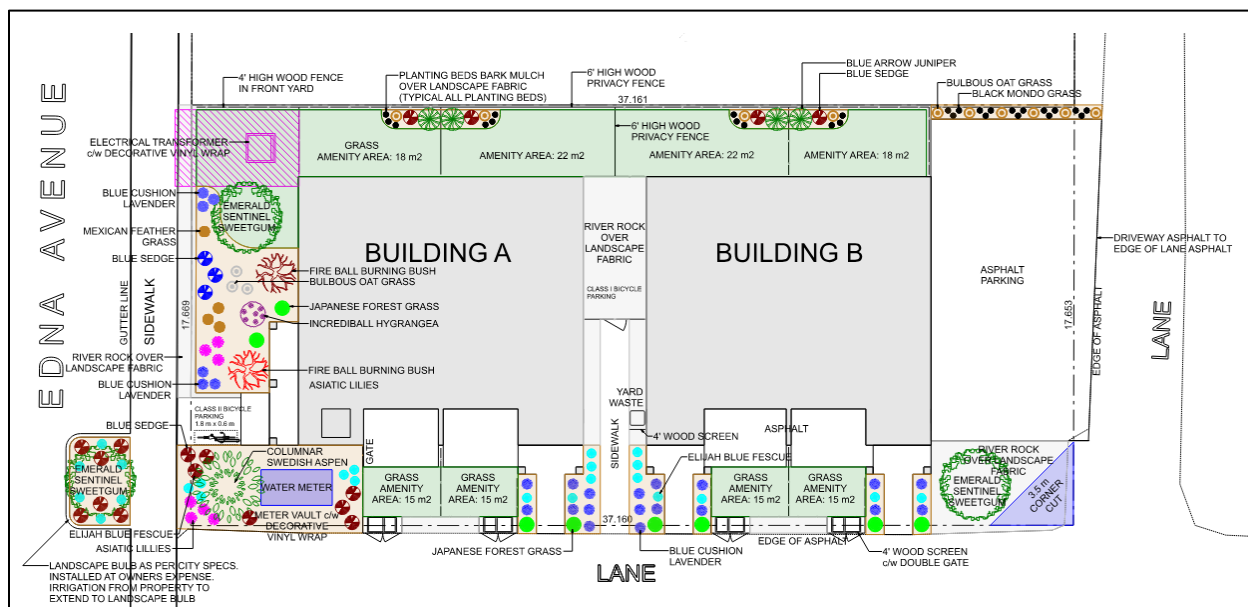 4' HIGH WOOD FENCE
IN FRONT YARD
PLANTING BEDS BARK MULCH
OVER LANDSCAPE FABRIC
(TYPICAL ALL PLANTING BEDS)
6' HIGH WOOD
PRIVACY FENCE
37.161
BLUE ARROW JUNIPER
BLUE SEDGE
BULBOUS OAT GRASS
BLACK MONDO GRASS
6' HIGH WOOD
PRIVACY FENCE
ELECTRICAL TRANSFORMER
c/w DECORATIVE VINYL WRAP
GRASS
AMENITY AREA: 18 m2
AMENITY AREA: 22 m2
AMENITY AREA: 22 m2
AMENITY AREA: 18 m2
EDNA AVENUE
GUTTER LINE
SIDEWALK
17.669
BLUE CUSHION
LAVENDER
EMERALD
SENTINEL
SWEETGUM
MEXICAN FEATHER
GRASS
BLUE SEDGE
BUILDING A
RIVER ROCK
OVER
LANDSCAPE
FABRIC
BUILDING B
DRIVEWAY ASPHALT TO
EDGE OF LANE ASPHALT
FIRE BALL BURNING BUSH
BULBOUS OAT GRASS
ASPHALT
PARKING
CLASS I BICYCLE
PARKING
JAPANESE FOREST GRASS
INCREDIBALL HYGRANGEA
17.653
EDGE OF ASPHALT
LANE
RIVER ROCK OVER
LANDSCAPE FABRIC
FIRE BALL BURNING BUSH
BLUE CUSHION
LAVENDER
ASIATIC LILIES
YARD
WASTE
CLASS II BICYCLE
PARKING
1.8 m x 0.6 m
BLUE SEDGE
SIDEWALK
4' WOOD SCREEN
ASPHALT
GATE
COLUMNAR
SWEDISH ASPEN
ELIJAH BLUE FESCUE
RIVER ROCK
OVER LANDSCAPE
FABRIC
EMERALD
SENTINEL
SWEETGUM
WATER METER
GRASS
AMENITY
AREA: 15 m2
GRASS
AMENITY
AREA: 15 m2
GRASS
AMENITY
AREA: 15 m2
GRASS
AMENITY
AREA: 15 m2
EMERALD
SENTINEL
SWEETGUM
3.5 m
CORNER
CUT
METER VAULT c/w
DECORATIVE
VINYL WRAP
37.160
ELIJAH BLUE FESCUE
ASIATIC LILLIES
JAPANESE FOREST GRASS
BLUE CUSHION
LAVENDER
EDGE OF ASPHALT
4' WOOD SCREEN
c/w DOUBLE GATE
LANDSCAPE BULB AS PER CITY SPECS.
INSTALLED AT OWNERS EXPENSE.
IRRIGATION FROM PROPERTY TO
EXTEND TO LANDSCAPE BULB
LANE